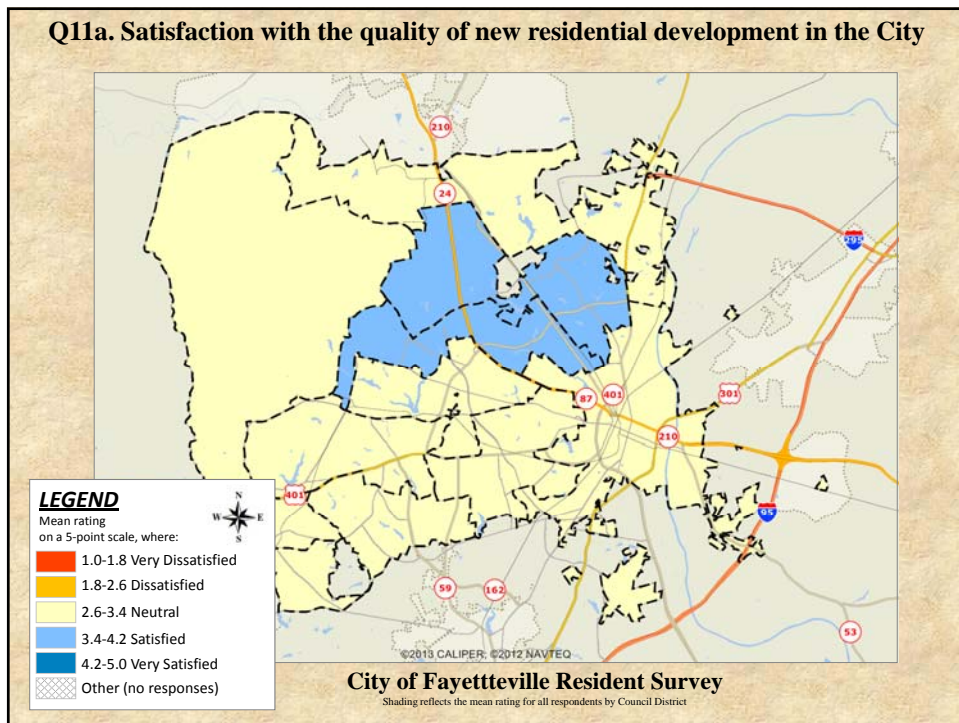 Q11a. Satisfaction with the quality of new residential development in the City
210
24
295
87
401
301
210
401
95
59
162
53
LEGEND
Mean rating
on a 5-point scale, where:
N
W E
S
1.0-1.8 Very Dissatisfied
1.8-2.6 Dissatisfied
2.6-3.4 Neutral
3.4-4.2 Satisfied
4.2-5.0 Very Satisfied
Other (no responses)
©2013 CALIPER; ©2012 NAVTEQ
City of Fayettteville Resident Survey
Shading reflects the mean rating for all respondents by Council District